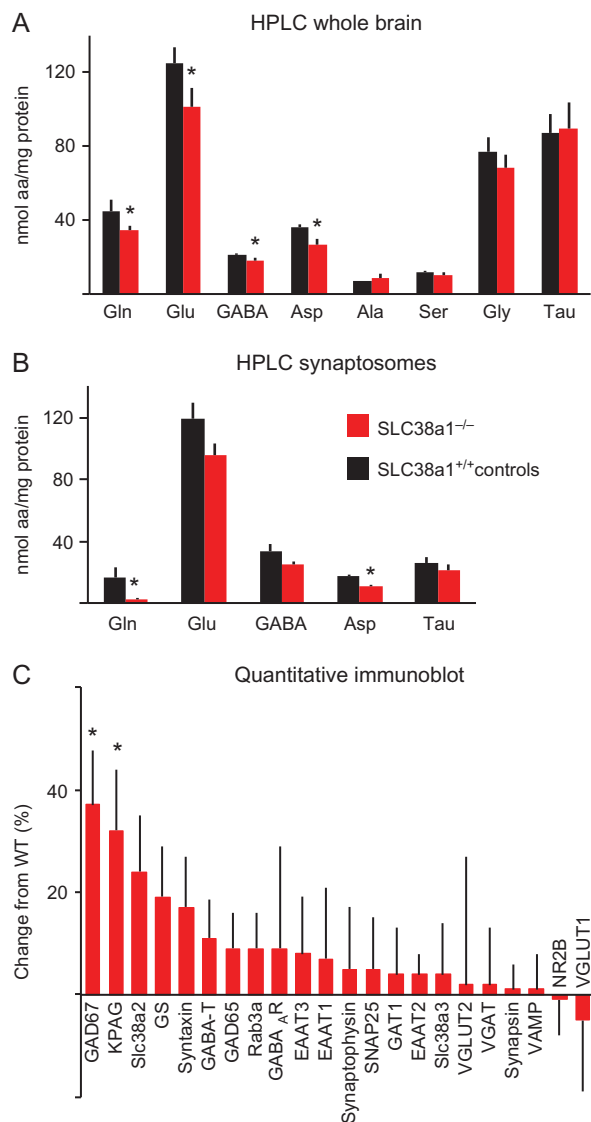 A
HPLC whole brain
nmol aa/mg protein
120
80
40
* * * *
Gln Glu GABA Asp Ala Ser Gly Tau
B
HPLC synaptosomes
nmol aa/mg protein
120
80
40
SLC38a1–/–
SLC38a1+/+controls
* *
Gln Glu GABA Asp Tau
C
Quantitative immunoblot
Change from WT (%)
40
20
* *
GAD67
KPAG
Slc38a2
GS
Syntaxin
GABA-T
GAD65
Rab3a
GABA AR
EAAT3
EAAT1
Synaptophysin
SNAP25
GAT1
EAAT2
Slc38a3
VGLUT2
VGAT
Synapsin
VAMP
NR2B
VGLUT1